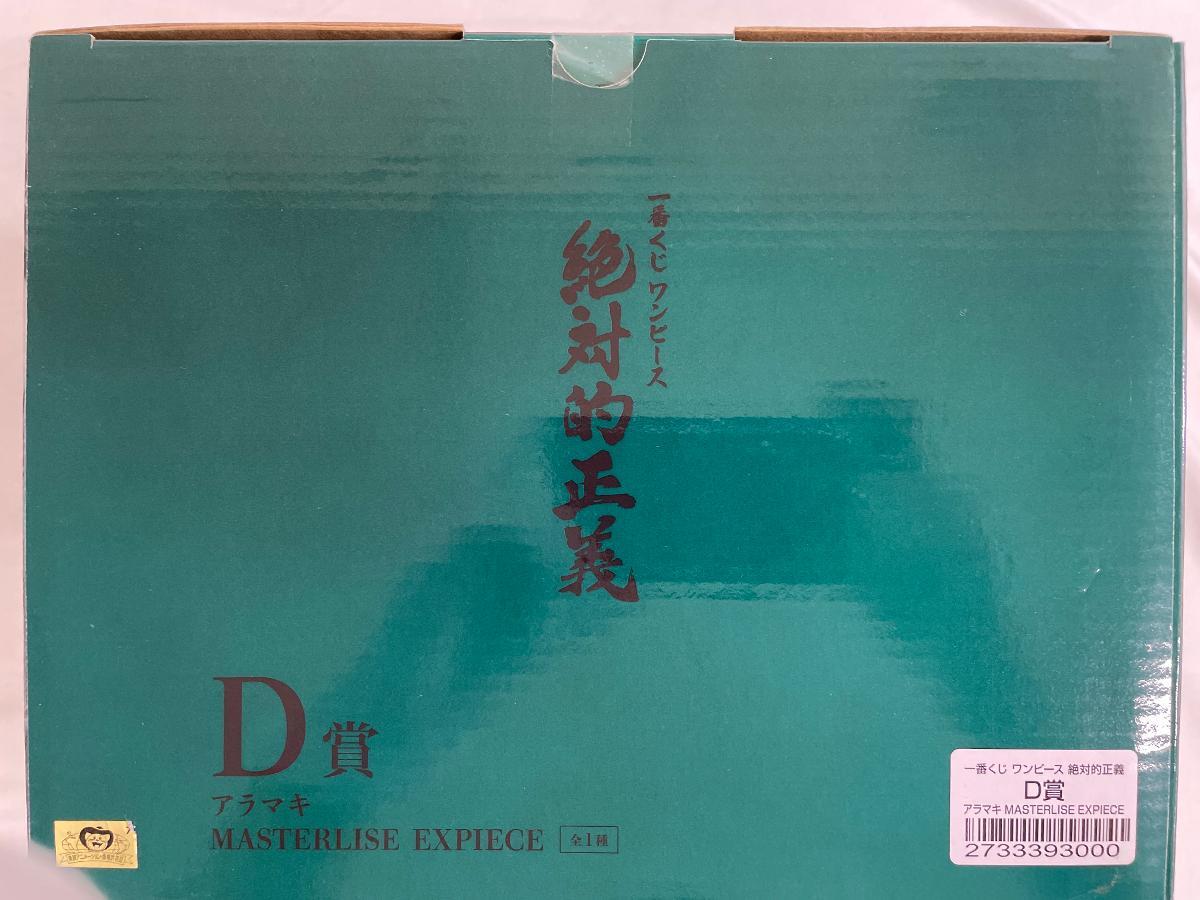 一番くじ ワンピース
絶対的正義
D賞
アラマキ
MASTERLISE EXPIECE 全1種
一番くじ ワンピース 絶対的正義
D賞
アラマキ MASTERLISE EXPIECE
2733393000